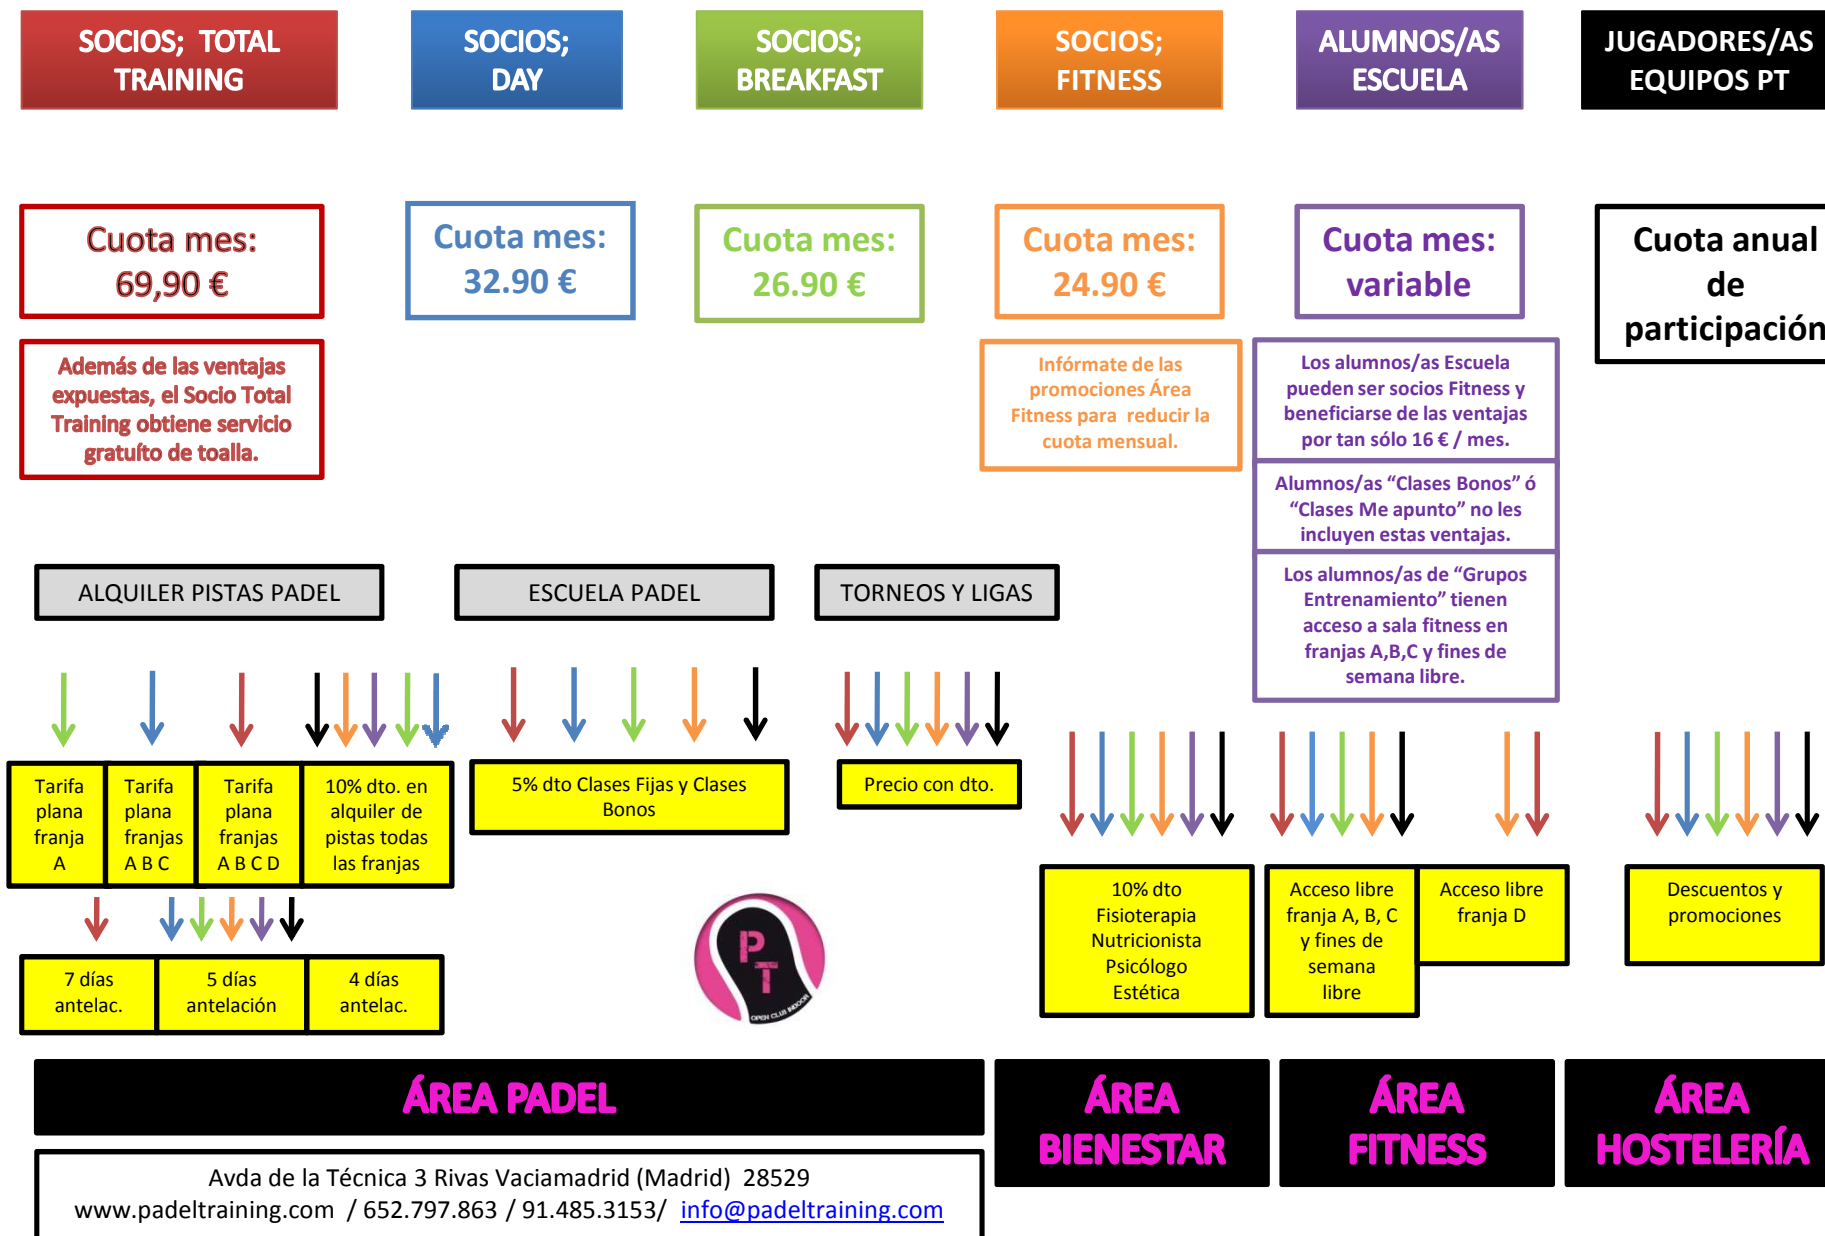 SOCIOS; TOTAL
TRAINING
SOCIOS;
DAY
SOCIOS;
BREAKFAST
SOCIOS;
FITNESS
ALUMNOS/AS
ESCUELA
JUGADORES/AS
EQUIPOS PT
Cuota mes:
69,90 €
Cuota mes:
32.90 €
Cuota mes:
26.90 €
Cuota mes:
24.90 €
Cuota mes:
variable
Cuota anual
de
participación
Además de las ventajas
expuestas, el Socio Total
Training obtiene servicio
gratuíto de toalla.
Infórmate de las
promociones Área
Fitness para reducir la
cuota mensual.
Los alumnos/as Escuela
pueden ser socios Fitness y
beneficiarse de las ventajas
por tan sólo 16 € / mes.
Alumnos/as “Clases Bonos” ó
“Clases Me apunto” no les
incluyen estas ventajas.
Los alumnos/as de “Grupos
Entrenamiento” tienen
acceso a sala fitness en
franjas A,B,C y fines de
semana libre.
ALQUILER PISTAS PADEL
ESCUELA PADEL
TORNEOS Y LIGAS
Tarifa
plana
franja
A
Tarifa
plana
franjas
A B C
Tarifa
plana
franjas
A B C D
10% dto. en
alquiler de
pistas todas
las franjas
5% dto Clases Fijas y Clases
Bonos
Precio con dto.
7 días
antelac.
5 días
antelación
4 días
antelac.
P
T
OPEN CLUB INDOOR
10% dto
Fisioterapia
Nutricionista
Psicólogo
Estética
Acceso libre
franja A, B, C
y fines de
semana
libre
Acceso libre
franja D
Descuentos y
promociones
ÁREA PADEL
ÁREA
BIENESTAR
ÁREA
FITNESS
ÁREA
HOSTELERÍA
Avda de la Técnica 3 Rivas Vaciamadrid (Madrid) 28529
www.padeltraining.com / 652.797.863 / 91.485.3153/ info@padeltraining.com